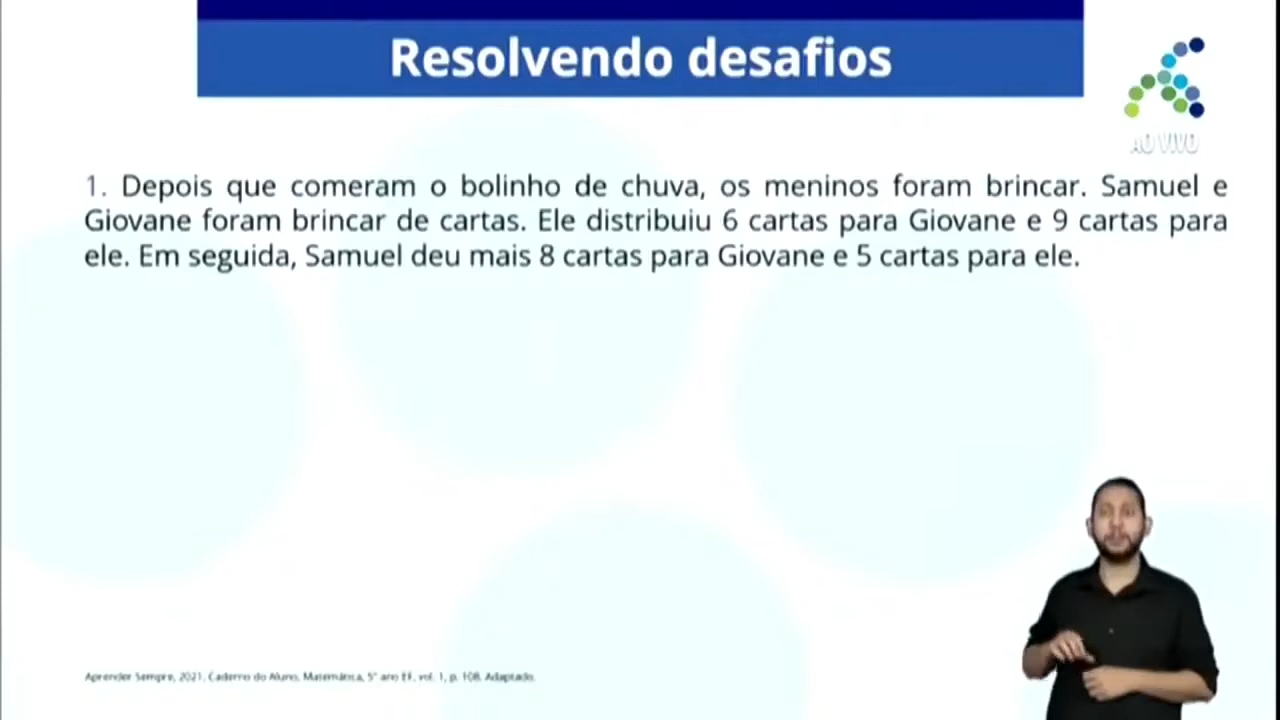 Resolvendo desafios
AO VIVO
1. Depois que comeram o bolinho de chuva, os meninos foram brincar. Samuel e
Giovane foram brincar de cartas. Ele distribuiu 6 cartas para Giovane e 9 cartas para
ele. Em seguida, Samuel deu mais 8 cartas para Giovane e 5 cartas para ele.
Aprender Sempre, 2021. Caderno do Aluno, Matemática, 5º ano EF, vol. 1, p. 108. Adaptado.